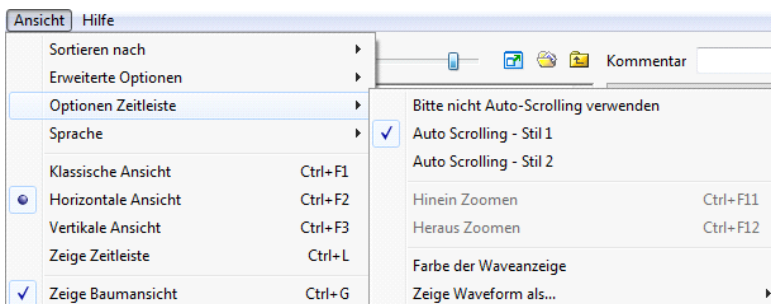 Ansicht Hilfe
Sortieren nach
Erweiterte Optionen
Optionen Zeitleiste
Sprache
Klassische Ansicht Ctrl+F1
Horizontale Ansicht Ctrl+F2
Vertikale Ansicht Ctrl+F3
Zeige Zeitleiste Ctrl+L
Zeige Baumansicht Ctrl+G
Kommentar
Bitte nicht Auto-Scrolling verwenden
Auto Scrolling - Stil 1
Auto Scrolling - Stil 2
Hinein Zoomen Ctrl+F11
Heraus Zoomen Ctrl+F12
Farbe der Waveanzeige
Zeige Waveform als...